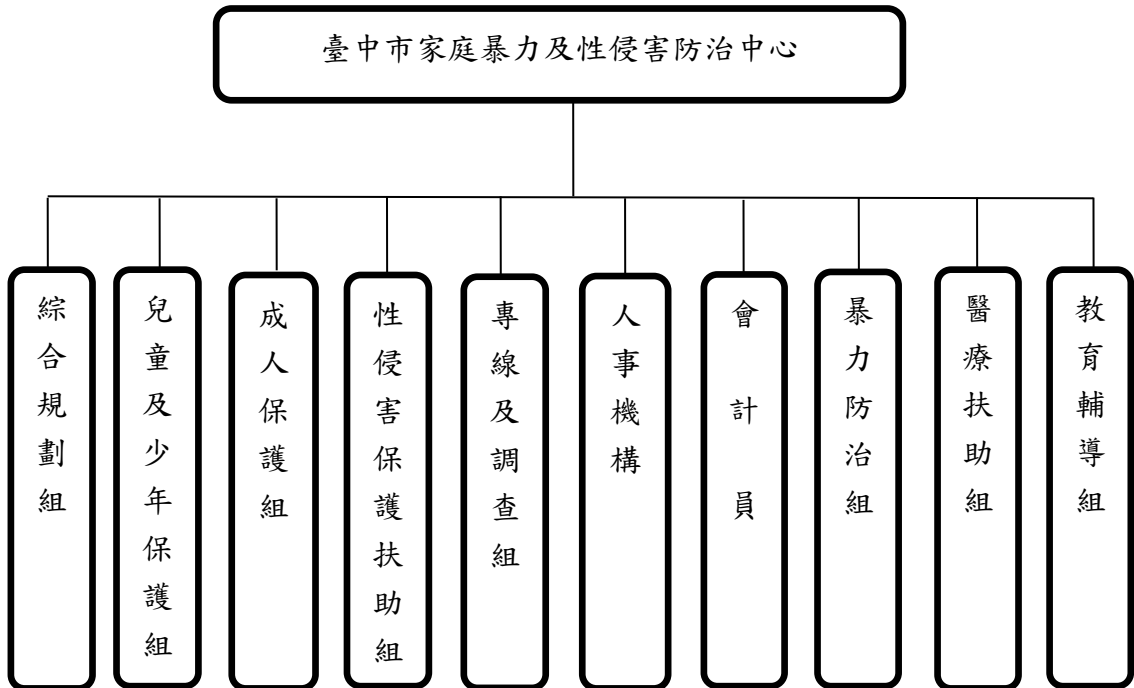 臺中市家庭暴力及性侵害防治中心
綜合規劃組
兒童及少年保護組
成人保護組
性侵害保護扶助組
專線及調查組
人事機構
會計員
暴力防治組
醫療扶助組
教育輔導組